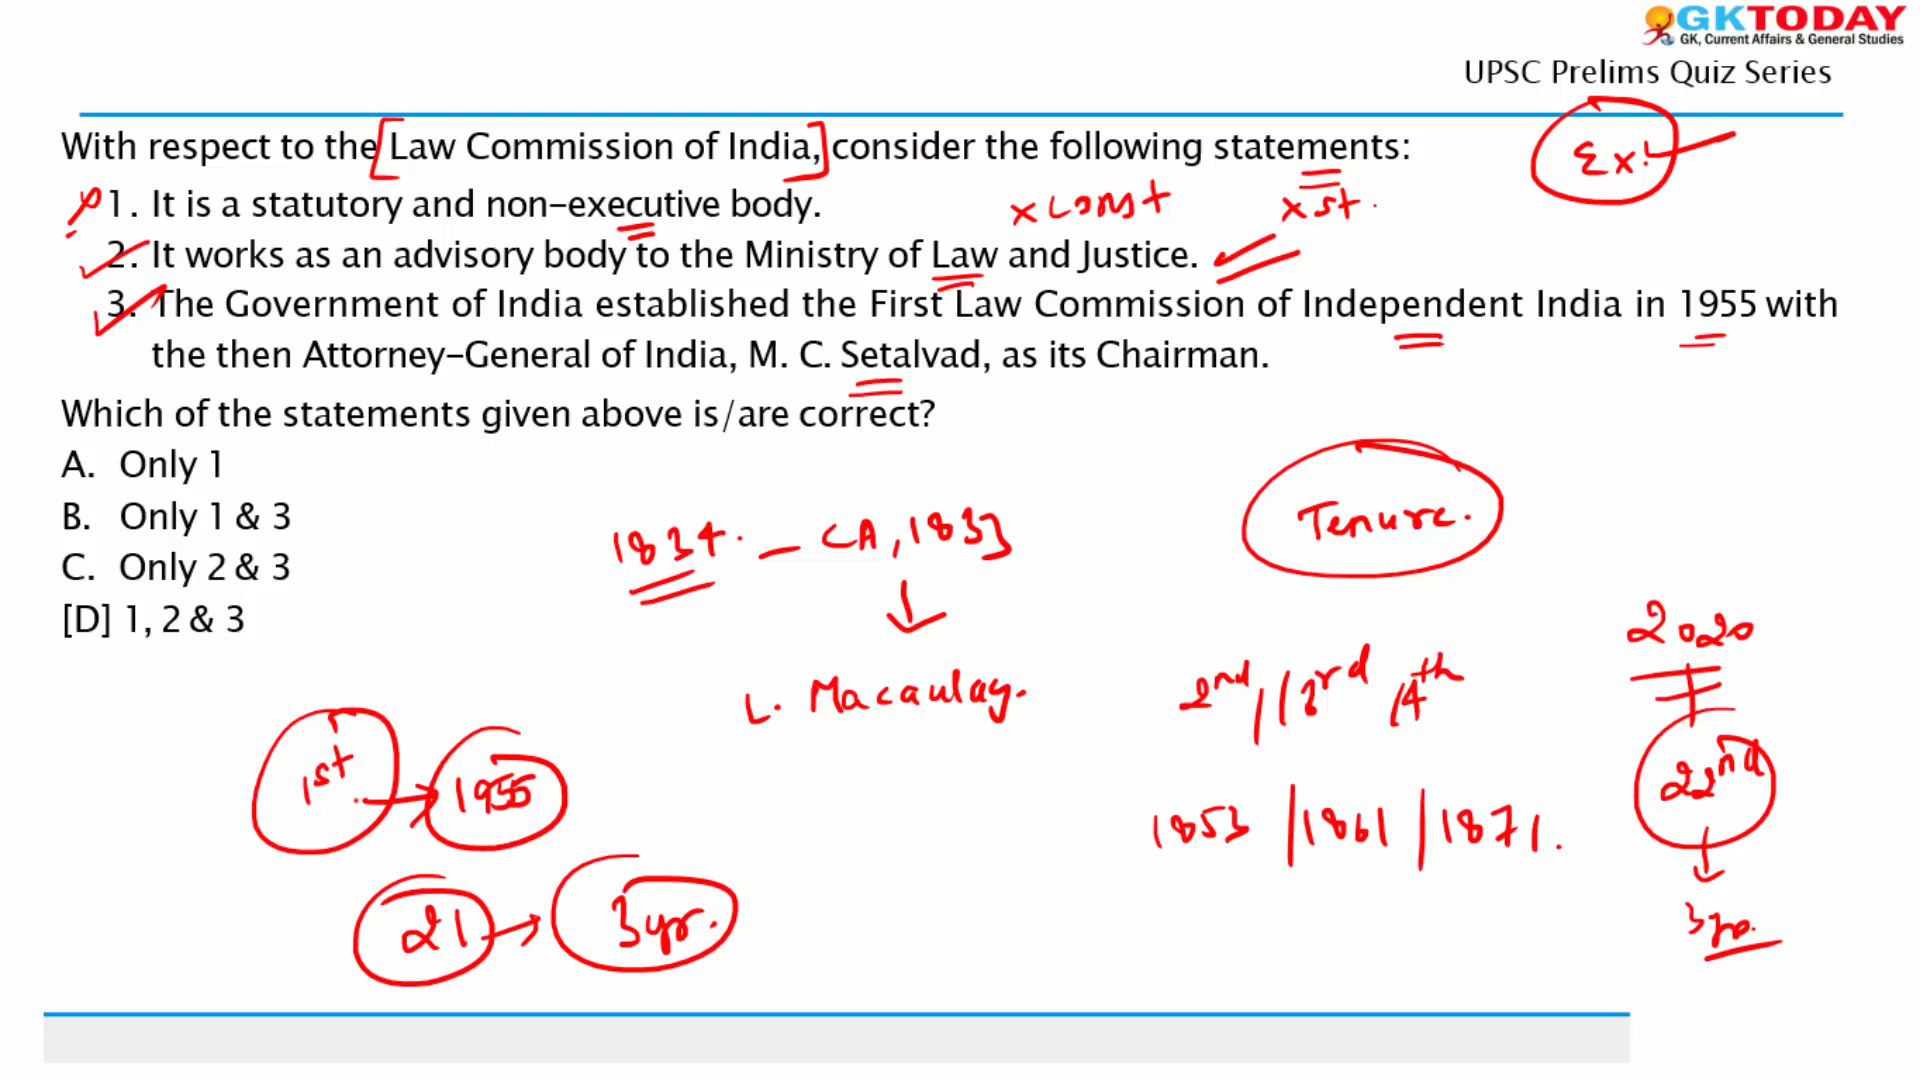 GKTODAY
GK, Current Affairs & General Studies
UPSC Prelims Quiz Series
With respect to the [Law Commission of India,] consider the following statements:
Ex!
1. It is a statutory and non-executive body.
x Const x St.
2. It works as an advisory body to the Ministry of Law and Justice.
3. The Government of India established the First Law Commission of Independent India in 1955 with
the then Attorney-General of India, M. C. Setalvad, as its Chairman.
Which of the statements given above is/are correct?
A. Only 1
B. Only 1 & 3
C. Only 2 & 3
[D] 1, 2 & 3
1834. – CA, 1833
Tenure.
L. Macaulay.
2nd / 3rd / 4th
2020
1st → 1955
1853 / 1861 / 1871.
22nd
21 → 3yr.
3yr.